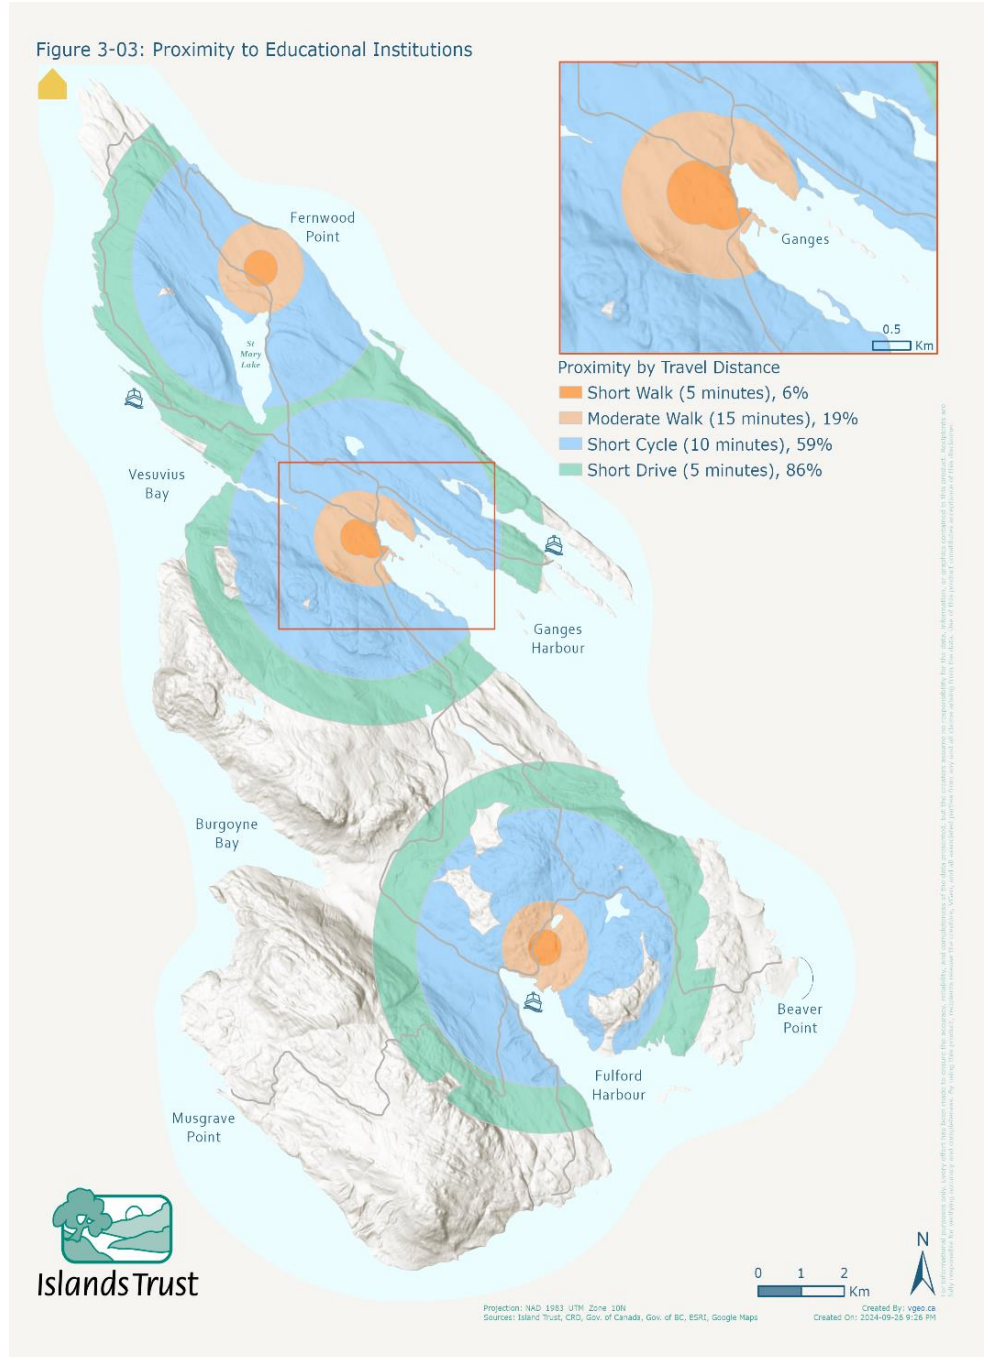 Figure 3-03: Proximity to Educational Institutions
Fernwood
Point
Ganges
0.5
Km
St
Mary
Lake
Proximity by Travel Distance
Short Walk (5 minutes), 6%
Moderate Walk (15 minutes), 19%
Short Cycle (10 minutes), 59%
Short Drive (5 minutes), 86%
Vesuvius
Bay
Ganges
Harbour
Burgoyne
Bay
Beaver
Point
Fulford
Harbour
Musgrave
Point
Islands Trust
N
0 1 2
Km
Projection: NAD 1983 UTM Zone 10N
Sources: Island Trust, CRD, Gov. of Canada, Gov. of BC, ESRI, Google Maps
Created By: vgeo.ca
Created On: 2024-09-26 9:26 PM